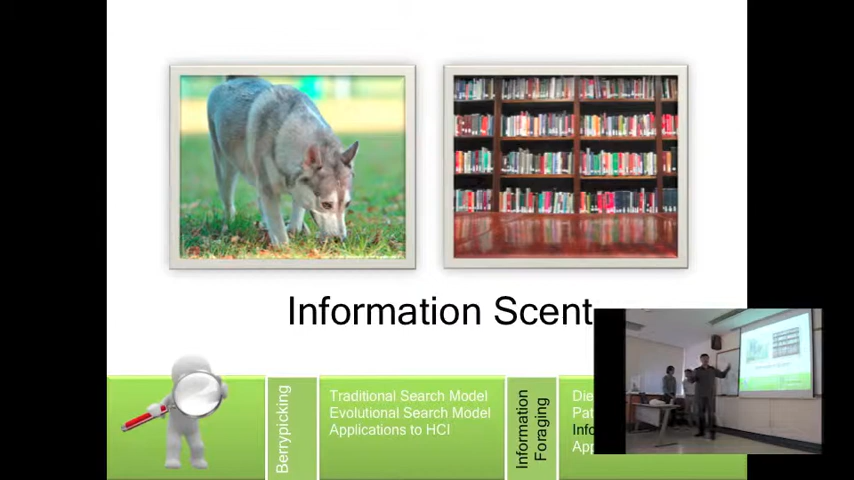 Information Scent
Berrypicking
Traditional Search Model
Evolutional Search Model
Applications to HCI
Information
Foraging